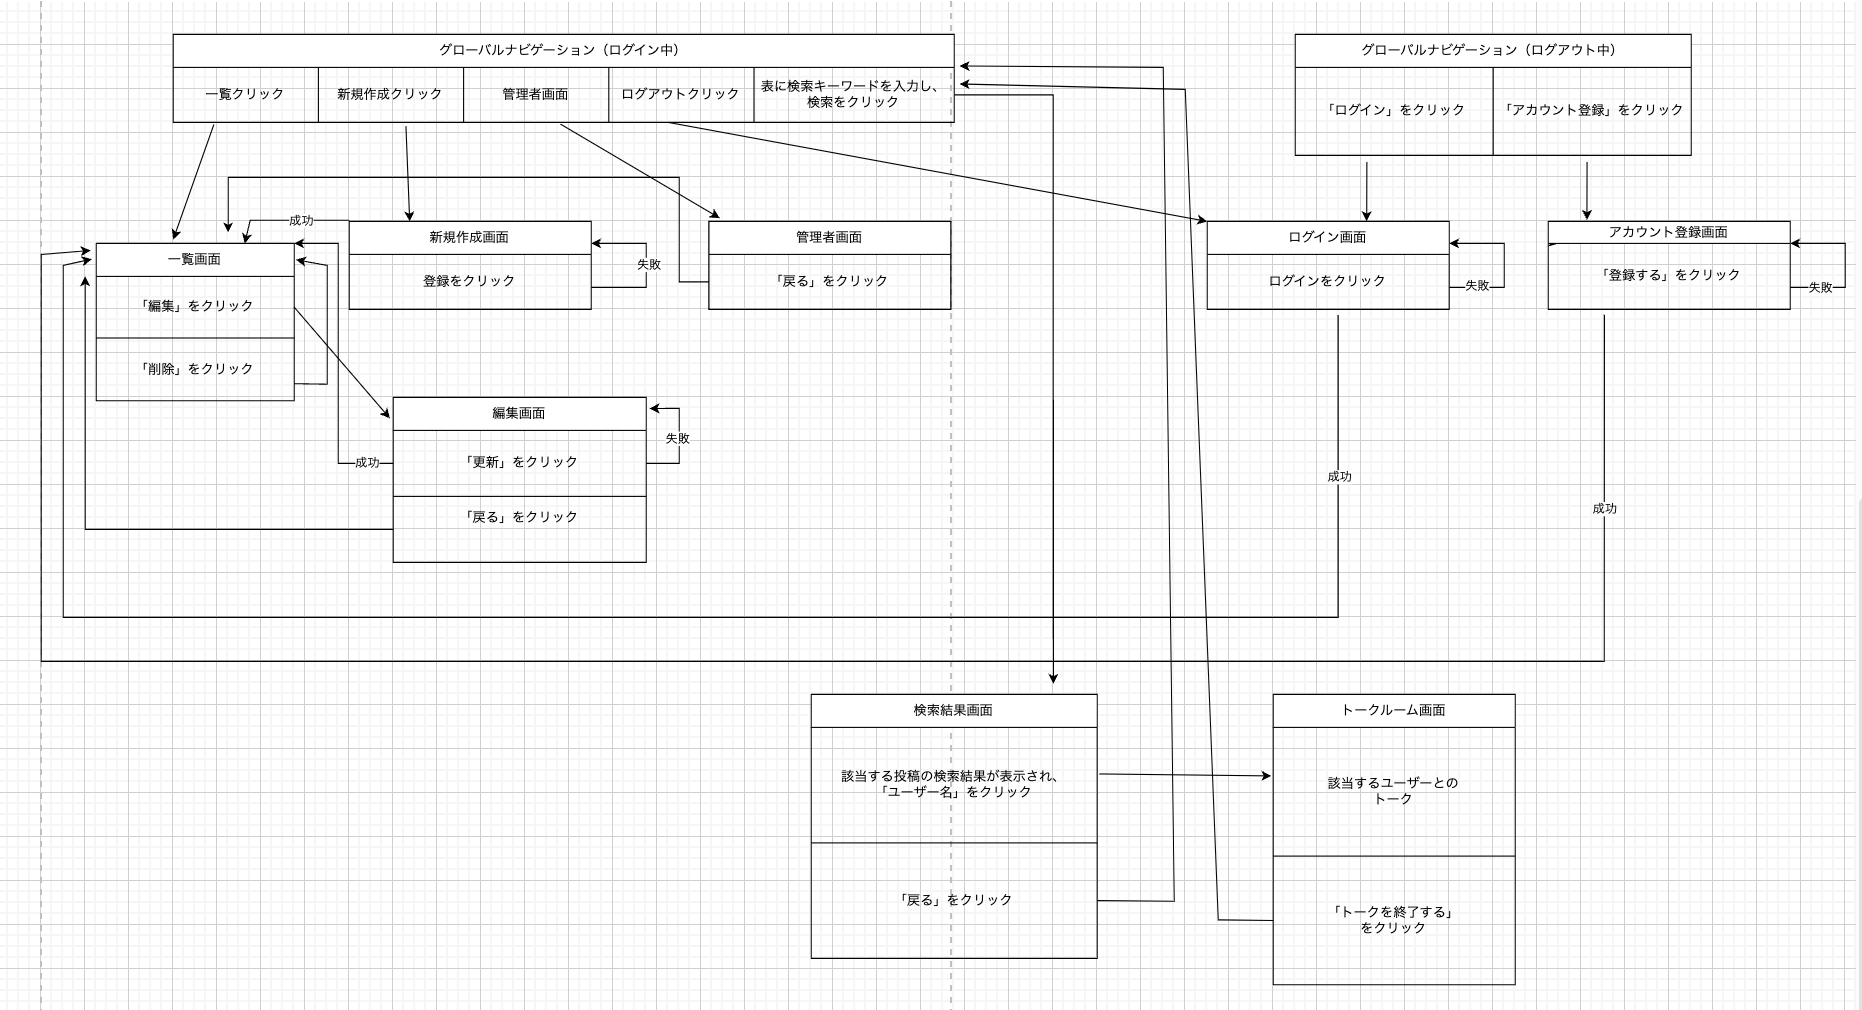 グローバルナビゲーション（ログイン中）
一覧クリック
新規作成クリック
管理者画面
ログアウトクリック
表に検索キーワードを入力し、
検索をクリック
グローバルナビゲーション（ログアウト中）
「ログイン」をクリック
「アカウント登録」をクリック
成功
一覧画面
「編集」をクリック
「削除」をクリック
新規作成画面
登録をクリック
失敗
管理者画面
「戻る」をクリック
ログイン画面
ログインをクリック
失敗
アカウント登録画面
「登録する」をクリック
失敗
編集画面
「更新」をクリック
「戻る」をクリック
成功
失敗
成功
成功
検索結果画面
該当する投稿の検索結果が表示され、
「ユーザー名」をクリック
「戻る」をクリック
トークルーム画面
該当するユーザーとの
トーク
「トークを終了する」
をクリック